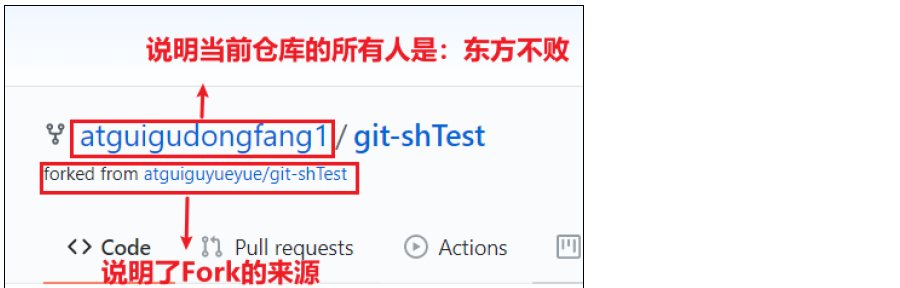 说明当前仓库的所有人是：东方不败
atguigudongfang1 / git-shTest
forked from atguiguyueyue/git-shTest
Code Pull requests Actions
说明了Fork的来源